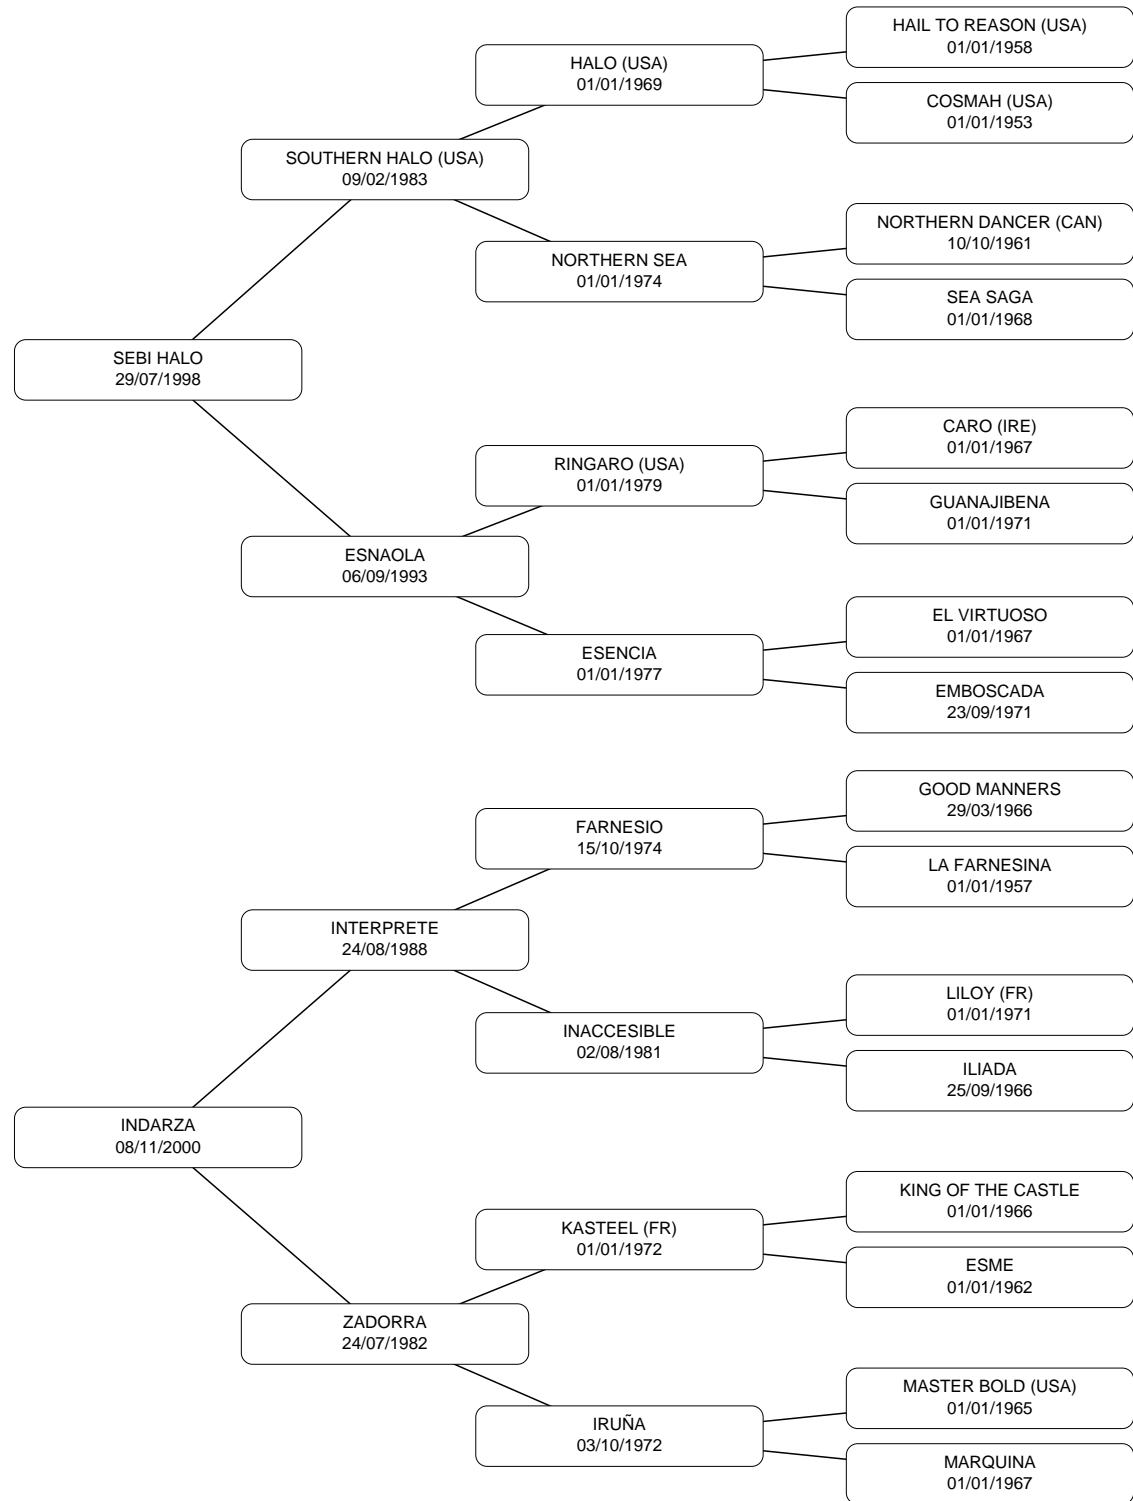 HAIL TO REASON (USA)
01/01/1958
HALO (USA)
01/01/1969
COSMAH (USA)
01/01/1953
SOUTHERN HALO (USA)
09/02/1983
NORTHERN DANCER (CAN)
10/10/1961
NORTHERN SEA
01/01/1974
SEA SAGA
01/01/1968
SEBI HALO
29/07/1998
CARO (IRE)
01/01/1967
RINGARO (USA)
01/01/1979
GUANAJIBENA
01/01/1971
ESNAOLA
06/09/1993
EL VIRTUOSO
01/01/1967
ESENCIA
01/01/1977
EMBOSCADA
23/09/1971
GOOD MANNERS
29/03/1966
FARNESIO
15/10/1974
LA FARNESINA
01/01/1957
INTERPRETE
24/08/1988
LILOY (FR)
01/01/1971
INACCESIBLE
02/08/1981
ILIADA
25/09/1966
INDARZA
08/11/2000
KING OF THE CASTLE
01/01/1966
KASTEEL (FR)
01/01/1972
ESME
01/01/1962
ZADORRA
24/07/1982
MASTER BOLD (USA)
01/01/1965
IRUÑA
03/10/1972
MARQUINA
01/01/1967